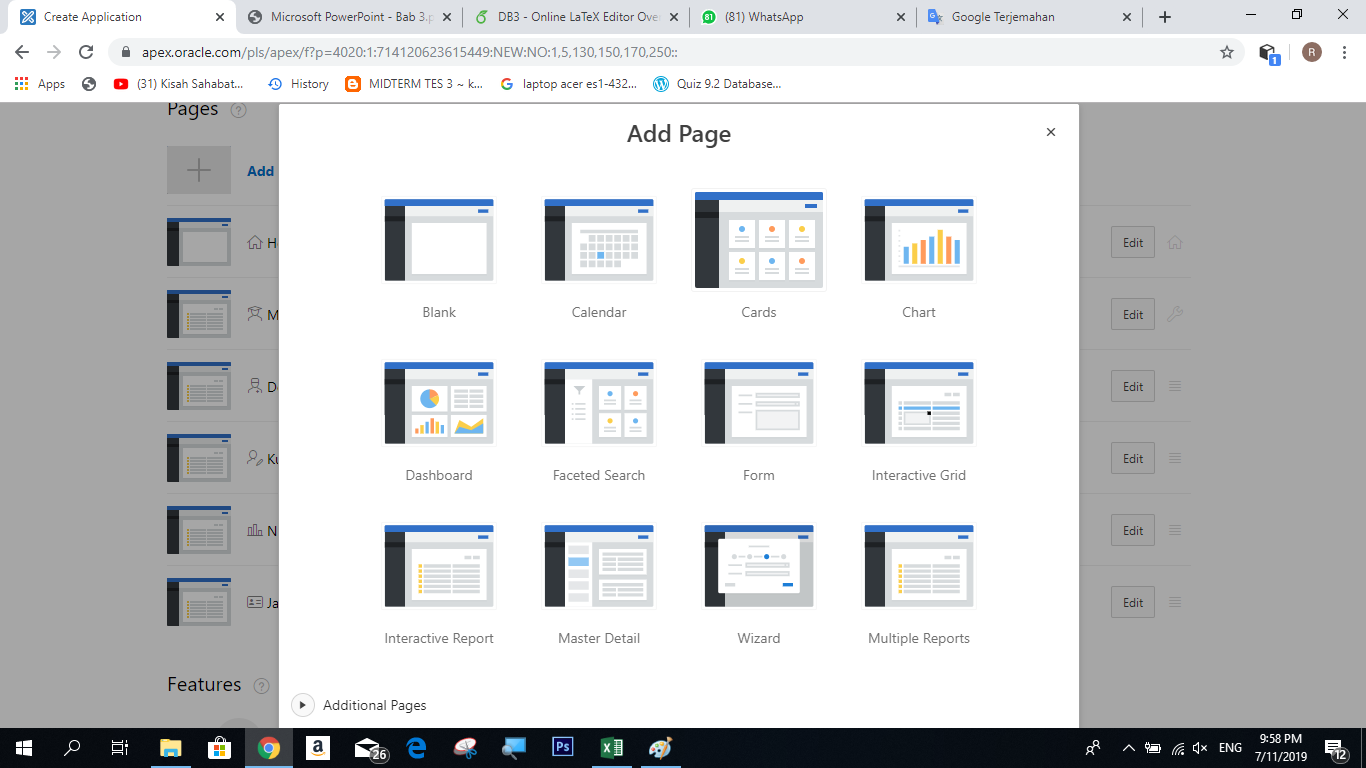 Create Application
Microsoft PowerPoint - Bab 3.p
DB3 - Online LaTeX Editor Over
(81) WhatsApp
Google Terjemahan
apex.oracle.com/pls/apex/f?p=4020:1:714120623615449:NEW:NO:1,5,130,150,170,250::
R
1
Apps
(31) Kisah Sahabat...
History
MIDTERM TES 3 ~ k...
laptop acer es1-432...
Quiz 9.2 Database...
Pages
?
Add Page
Add
Blank
Calendar
Cards
Chart
H
Edit
M
Edit
D
Edit
Dashboard
Faceted Search
Form
Interactive Grid
Ku
Edit
N
Edit
Ja
Edit
Interactive Report
Master Detail
Wizard
Multiple Reports
Features
?
Additional Pages
81
a
26
Ps
ENG
9:58 PM
7/11/2019
12